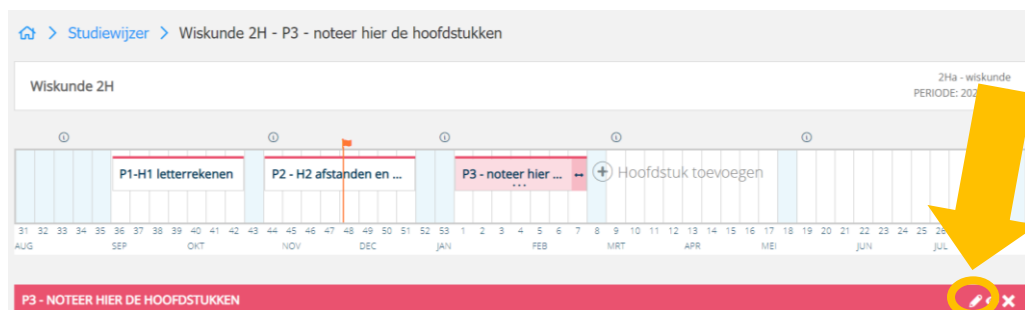 Studiewijzer > Wiskunde 2H - P3 - noteer hier de hoofdstukken
2Ha - wiskunde
Wiskunde 2H
PERIODE: 202
P1-H1 letterrekenen P2 - H2 afstanden en ... P3 - noteer hier ... Hoofdstuk toevoegen
31 32 33 34 35 36 37 38 39 40 41 42 43 44 45 46 47 48 49 50 51 52 53 1 2 3 4 5 6 7 8 9 10 11 12 13 14 15 16 17 18 19 20 21 22 23 24 25
AUG SEP OKT NOV DEC JAN FEB MRT APR MEI JUN JUL
P3 - NOTEER HIER DE HOOFDSTUKKEN